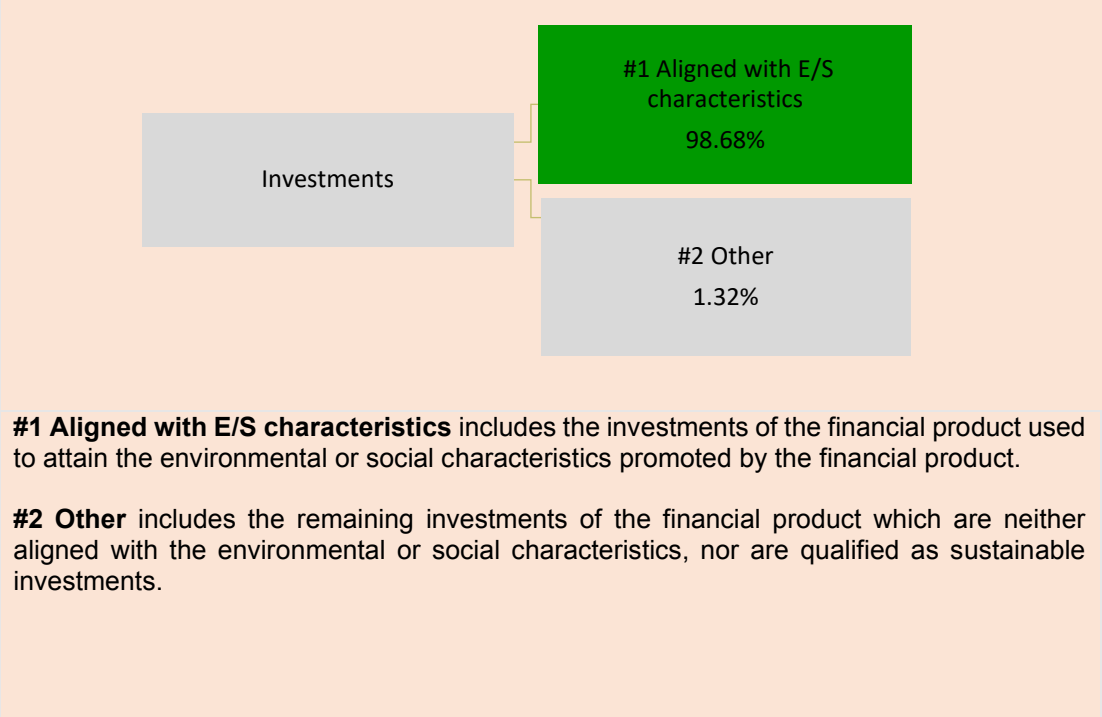 #1 Aligned with E/S
characteristics
98.68%
Investments
#2 Other
1.32%
#1 Aligned with E/S characteristics includes the investments of the financial product used
to attain the environmental or social characteristics promoted by the financial product.
#2 Other includes the remaining investments of the financial product which are neither
aligned with the environmental or social characteristics, nor are qualified as sustainable
investments.